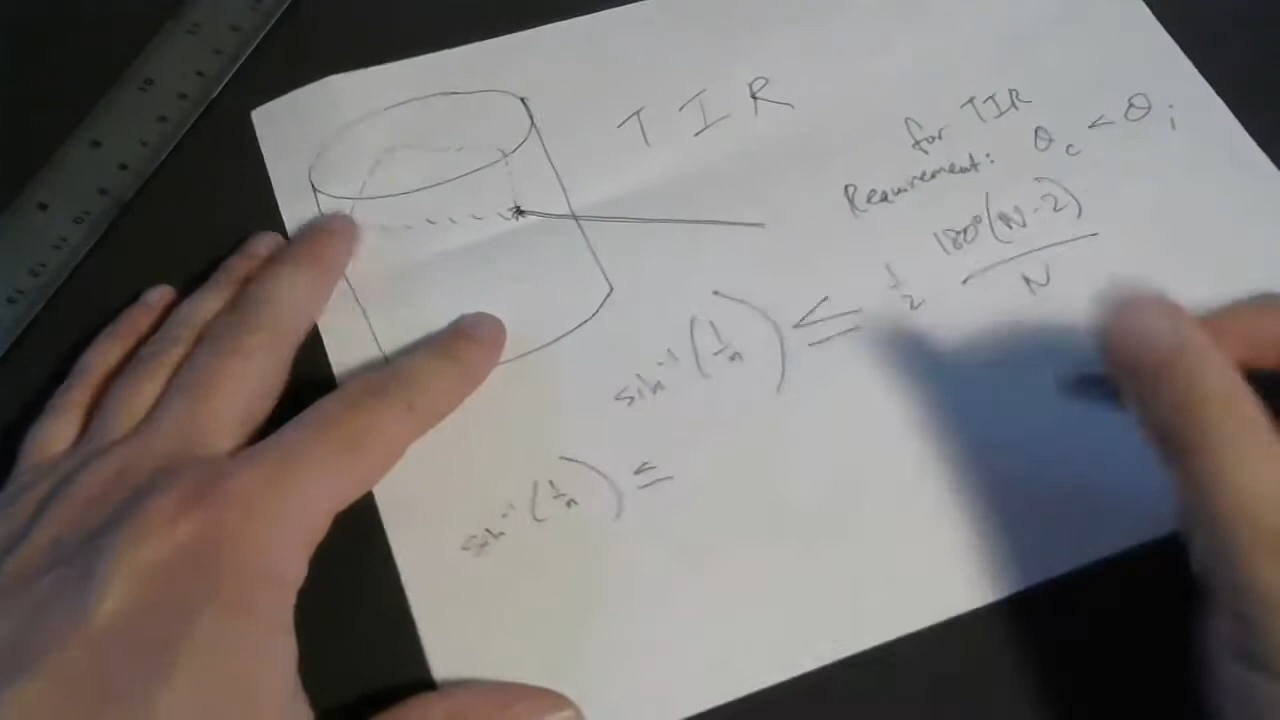 TIR
for TIR
Requirement: θc < θi
sin⁻¹(1/n) ≤ 1/2 180°(N-2)/N
sin⁻¹(1/n) ≤